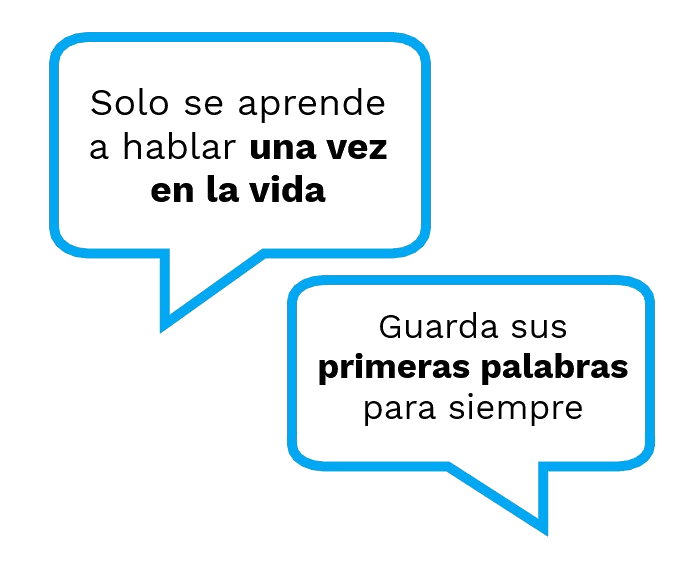 Solo se aprende
a hablar una vez
en la vida
Guarda sus
primeras palabras
para siempre